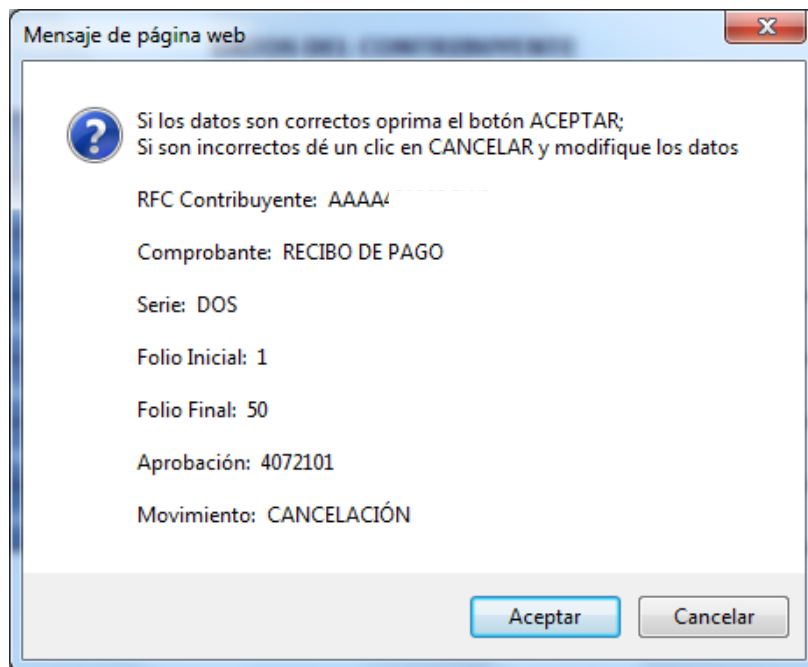 Mensaje de página web
Si los datos son correctos oprima el botón ACEPTAR;
Si son incorrectos dé un clic en CANCELAR y modifique los datos
RFC Contribuyente: AAAA4
Comprobante: RECIBO DE PAGO
Serie: DOS
Folio Inicial: 1
Folio Final: 50
Aprobación: 4072101
Movimiento: CANCELACIÓN
Aceptar
Cancelar